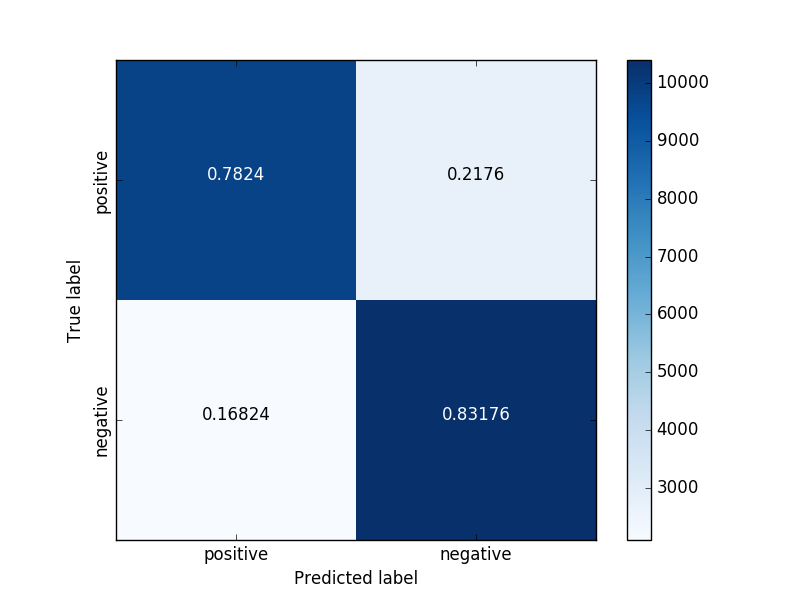 positive
0.7824
0.2176
negative
0.16824
0.83176
True label
positive
negative
Predicted label
10000
9000
8000
7000
6000
5000
4000
3000